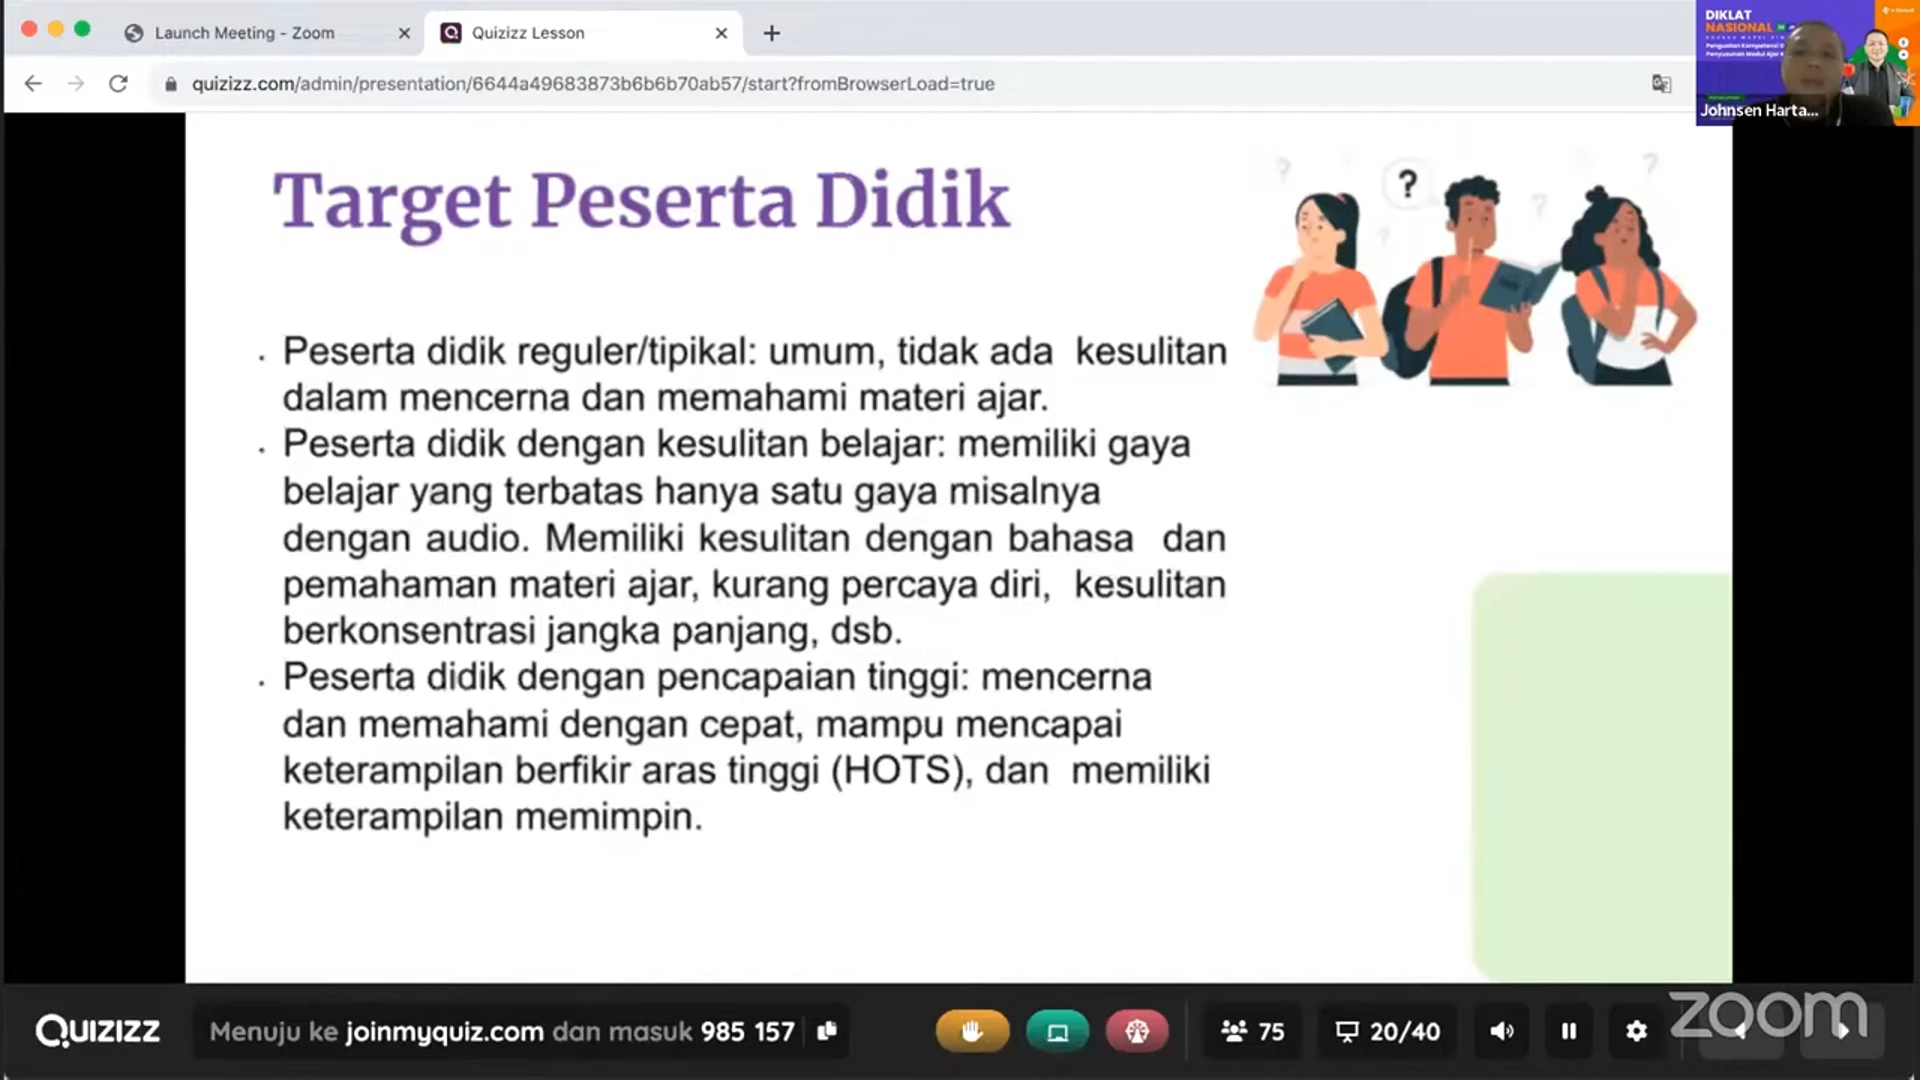 Launch Meeting - Zoom
Quizizz Lesson
quizizz.com/admin/presentation/6644a49683873b6b6b70ab57/start?fromBrowserLoad=true
DIKLAT
NASIONAL
Johnsen Harta...
Target Peserta Didik
?
Peserta didik reguler/tipikal: umum, tidak ada kesulitan
dalam mencerna dan memahami materi ajar.
Peserta didik dengan kesulitan belajar: memiliki gaya
belajar yang terbatas hanya satu gaya misalnya
dengan audio. Memiliki kesulitan dengan bahasa dan
pemahaman materi ajar, kurang percaya diri, kesulitan
berkonsentrasi jangka panjang, dsb.
Peserta didik dengan pencapaian tinggi: mencerna
dan memahami dengan cepat, mampu mencapai
keterampilan berfikir aras tinggi (HOTS), dan memiliki
keterampilan memimpin.
QUIZIZZ
Menuju ke joinmyquiz.com dan masuk 985 157
75
20/40
zoom